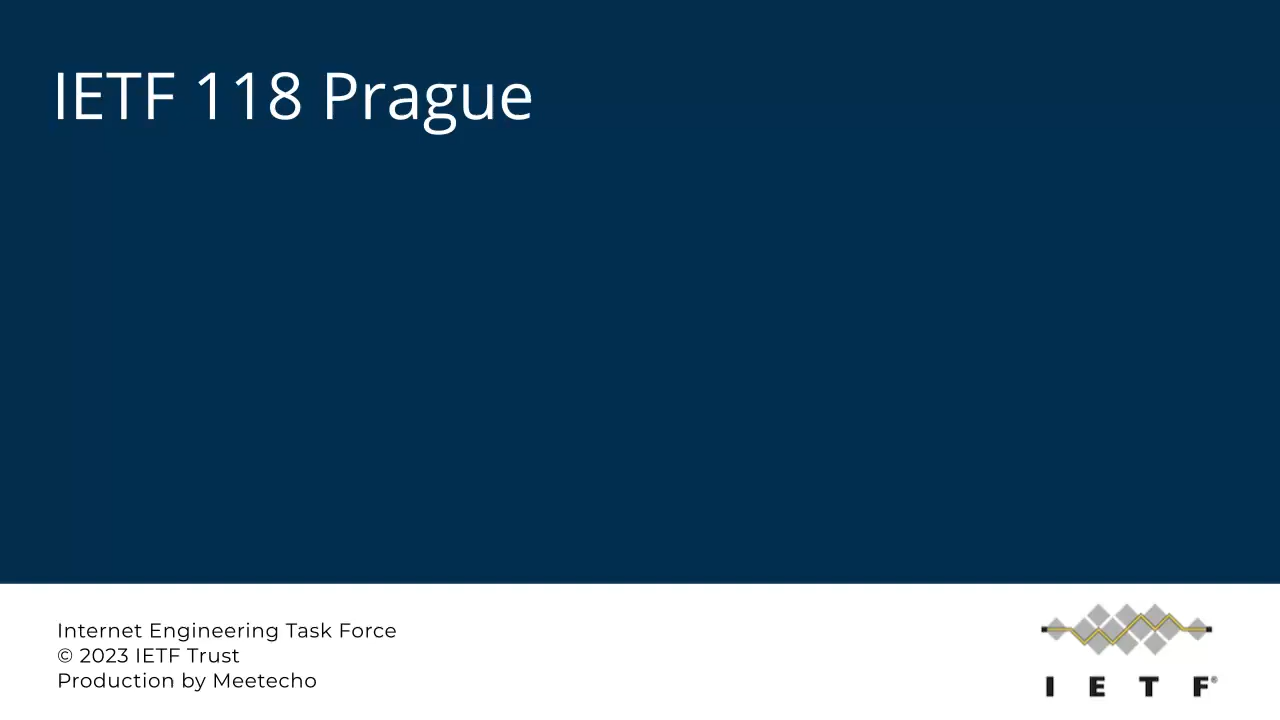 IETF 118 Prague
Internet Engineering Task Force
© 2023 IETF Trust
Production by Meetecho
I E T F®